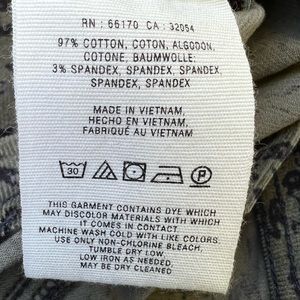 RN : 66170 CA : 32054
97% COTTON, COTON, ALGODON,
COTONE, BAUMWOLLE;
3% SPANDEX, SPANDEX, SPANDEX,
SPANDEX, SPANDEX
MADE IN VIETNAM,
HECHO EN VIETNAM,
FABRIQUÉ AU VIETNAM
30 P
THIS GARMENT CONTAINS DYE WHICH
MAY DISCOLOR MATERIALS WITH WHICH
IT COMES IN CONTACT.
MACHINE WASH COLD WITH LIKE COLORS.
USE ONLY NON-CHLORINE BLEACH,
TUMBLE DRY LOW.
LOW IRON AS NEEDED.
MAY BE DRY CLEANED